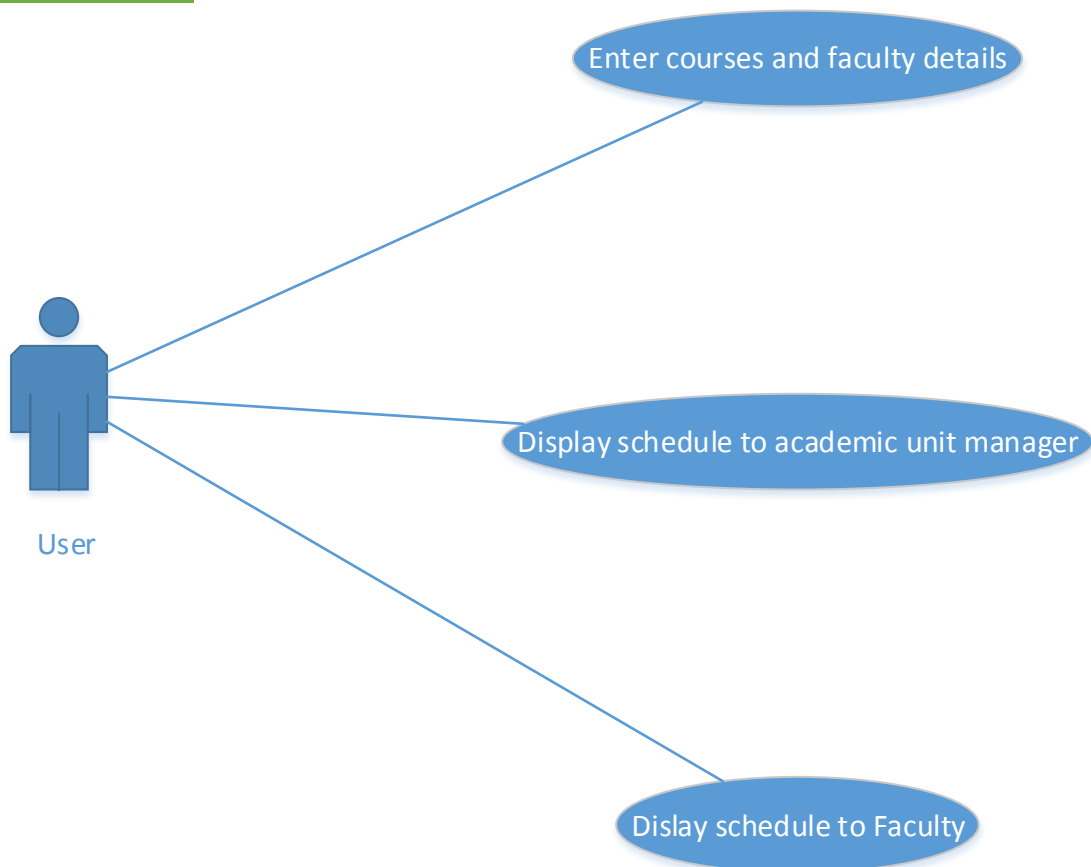 Enter courses and faculty details
Display schedule to academic unit manager
User
Dislay schedule to Faculty